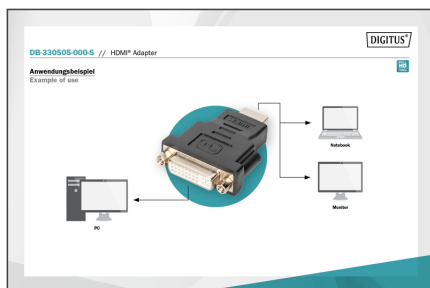 DIGITUS®
DB-330505-000-S // HDMI® Adapter
Anwendungsbeispiel
Example of use
Notebook
Monitor
PC